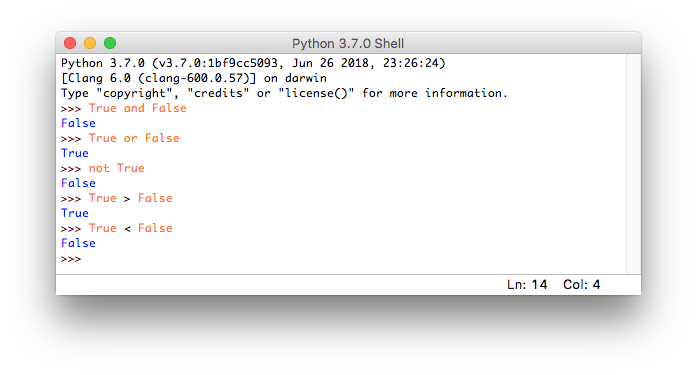 Python 3.7.0 Shell
Python 3.7.0 (v3.7.0:1bf9cc5093, Jun 26 2018, 23:26:24)
[Clang 6.0 (clang-600.0.57)] on darwin
Type "copyright", "credits" or "license()" for more information.
>>> True and False
False
>>> True or False
True
>>> not True
False
>>> True > False
True
>>> True < False
False
>>>
Ln: 14 Col: 4